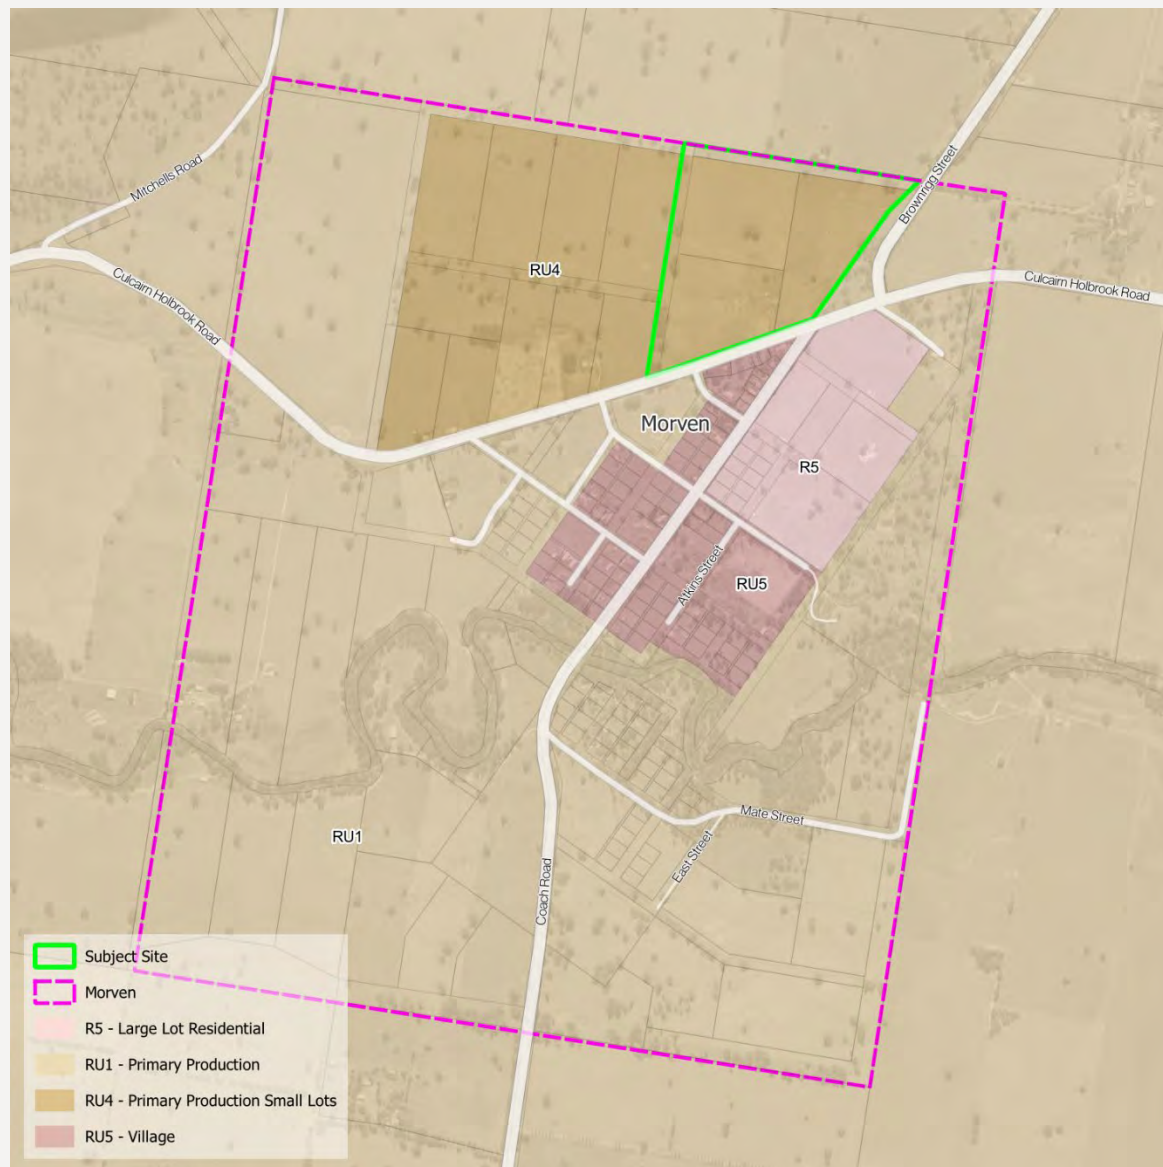 Mitchells Road
Brownrigg Street
Culcairn Holbrook Road
RU4
Culcairn Holbrook Road
Morven
R5
Atkins Street
RU5
Mate Street
RU1
East Street
Coach Road
Subject Site
Morven
R5 - Large Lot Residential
RU1 - Primary Production
RU4 - Primary Production Small Lots
RU5 - Village